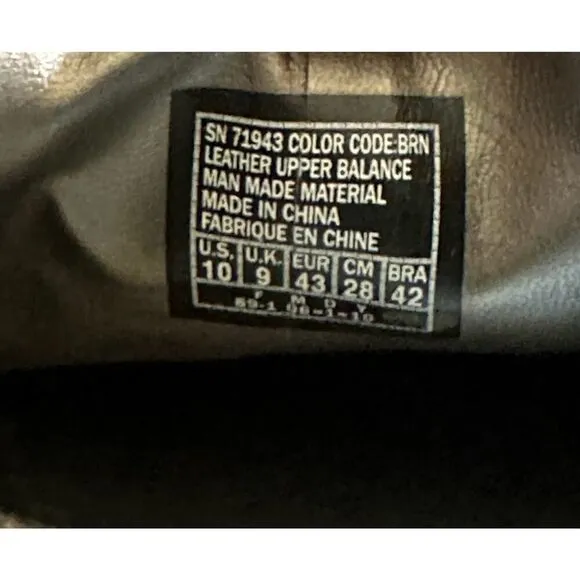 SN 71943 COLOR CODE:BRN
LEATHER UPPER BALANCE
MAN MADE MATERIAL
MADE IN CHINA
FABRIQUE EN CHINE
U.S. U.K. EUR CM BRA
10 9 43 28 42
F M D Y